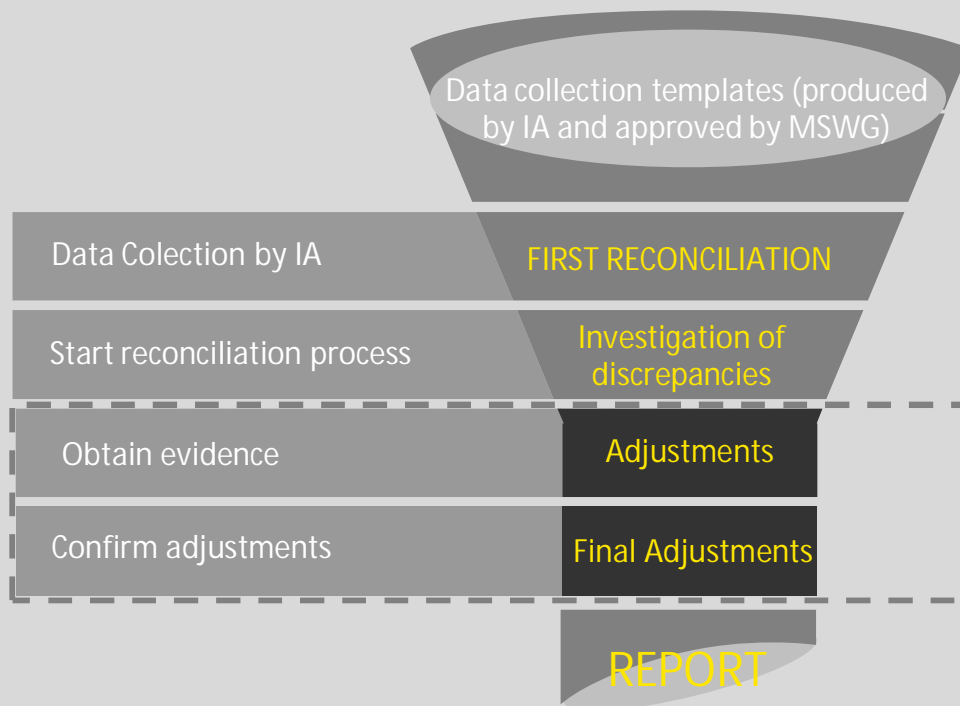 Data collection templates (produced
by IA and approved by MSWG)
Data Colection by IA
FIRST RECONCILIATION
Start reconciliation process
Investigation of
discrepancies
Obtain evidence
Adjustments
Confirm adjustments
Final Adjustments
REPORT